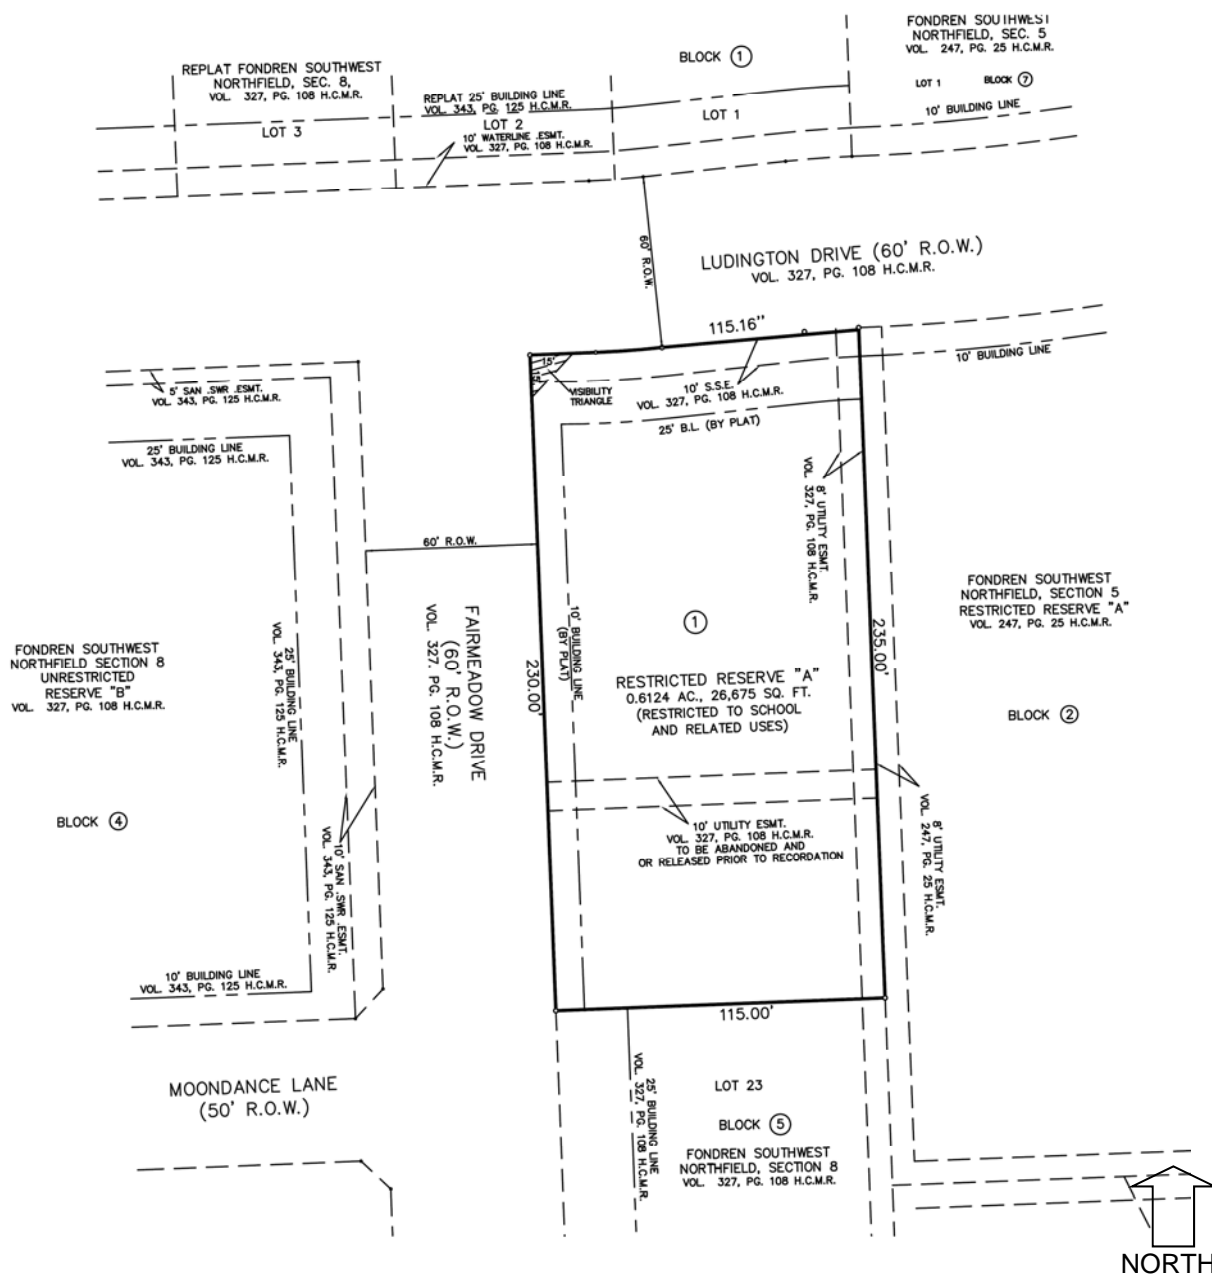 REPLAT FONDREN SOUTHWEST
NORTHFIELD, SEC. 8,
VOL. 327, PG. 108 H.C.M.R.
LOT 3
REPLAT 25' BUILDING LINE
VOL. 343, PG. 125 H.C.M.R.
LOT 2
10' WATERLINE .ESMT.
VOL. 327, PG. 108 H.C.M.R.
BLOCK 1
LOT 1
FONDREN SOUTHWEST
NORTHFIELD, SEC. 5
VOL. 247, PG. 25 H.C.M.R.
LOT 1 BLOCK 7
10' BUILDING LINE
60' R.O.W.
LUDINGTON DRIVE (60' R.O.W.)
VOL. 327, PG. 108 H.C.M.R.
115.16"
10' BUILDING LINE
15'
15'
VISIBILITY
TRIANGLE
10' S.S.E.
VOL. 327, PG. 108 H.C.M.R.
25' B.L. (BY PLAT)
5' SAN .SWR .ESMT.
VOL. 343, PG. 125 H.C.M.R.
25' BUILDING LINE
VOL. 343, PG. 125 H.C.M.R.
8' UTILITY ESMT.
VOL. 327, PG. 108 H.C.M.R.
60' R.O.W.
FAIRMEADOW DRIVE
(60' R.O.W.)
VOL. 327. PG. 108 H.C.M.R.
10' BUILDING LINE
(BY PLAT)
230.00'
1
RESTRICTED RESERVE "A"
0.6124 AC., 26,675 SQ. FT.
(RESTRICTED TO SCHOOL
AND RELATED USES)
235.00'
FONDREN SOUTHWEST
NORTHFIELD, SECTION 5
RESTRICTED RESERVE "A"
VOL. 247, PG. 25 H.C.M.R.
BLOCK 2
FONDREN SOUTHWEST
NORTHFIELD SECTION 8
UNRESTRICTED
RESERVE "B"
VOL. 327, PG. 108 H.C.M.R.
25' BUILDING LINE
VOL. 343, PG. 125 H.C.M.R.
BLOCK 4
10' SAN .SWR .ESMT.
VOL. 343, PG. 125 H.C.M.R.
10' UTILITY ESMT.
VOL. 327, PG. 108 H.C.M.R.
TO BE ABANDONED AND
OR RELEASED PRIOR TO RECORDATION
8' UTILITY ESMT.
VOL. 247, PG. 25 H.C.M.R.
10' BUILDING LINE
VOL. 343, PG. 125 H.C.M.R.
115.00'
MOONDANCE LANE
(50' R.O.W.)
25' BUILDING LINE
VOL. 327, PG. 108 H.C.M.R.
LOT 23
BLOCK 5
FONDREN SOUTHWEST
NORTHFIELD, SECTION 8
VOL. 327, PG. 108 H.C.M.R.
NORTH